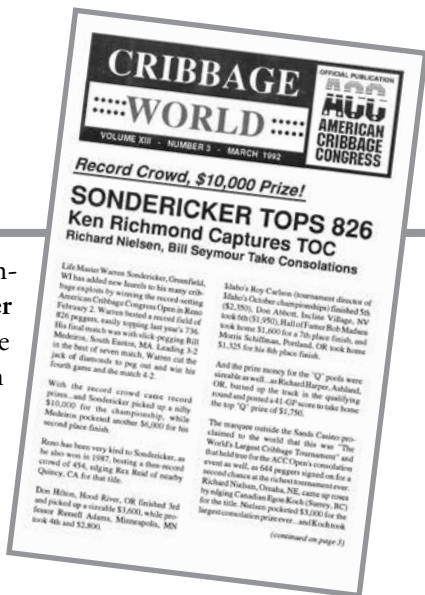 CRIBBAGE
WORLD
VOLUME XIII - NUMBER 3 - MARCH 1992
OFFICIAL PUBLICATION
ACC
AMERICAN
CRIBBAGE
CONGRESS
Record Crowd, $10,000 Prize!
SONDERICKER TOPS 826
Ken Richmond Captures TOC
Richard Nielsen, Bill Seymour Take Consolations
Life Master Warren Sondericker, Greenfield,
WI has added new laurels to his many crib-
bage exploits by winning the record-setting
American Cribbage Congress Open in Reno
February 2. Warren bested a record field of
826 peggers, easily topping last year's 736.
His final match was with slick-pegging Bill
Medeiros, South Easton, MA. Leading 3-2
in the best of seven match, Warren cut the
jack of diamonds to peg out and win his
fourth game and the match 4-2.
With the record crowd came record
prizes...and Sondericker picked up a nifty
$10,000 for the championship, while
Medeiros pocketed another $6,000 for his
second place finish.
Reno has been very kind to Sondericker, as
he also won in 1987, besting a then-record
crowd of 454, edging Rex Reid of nearby
Quincy, CA for that title.
Don Hilton, Hood River, OR finished 3rd
and picked up a sizeable $3,600, while pro-
fessor Russell Adams, Minneapolis, MN
took 4th and $2,800.
Idaho's Roy Carlson (tournament director of
Idaho's October championships) finished 5th
($2,350), Don Abbott, Incline Village, NV
took 6th ($1,950), Hall of Famer Bob Madsen
took home $1,600 for a 7th place finish, and
Morris Schiffman, Portland, OR took home
$1,325 for his 8th place finish.
And the prize money for the "Q" pools were
sizeable as well...as Richard Harper, Ashland,
OR, burned up the track in the qualifying
round and posted a 41-GP score to take home
the top "Q" prize of $1,750.
The marquee outside the Sands Casino pro-
claimed to the world that this was "The
World's Largest Cribbage Tournament" and
that held true for the ACC Open's consolation
event as well, as 644 peggers signed on for a
second chance at the richest tournament ever.
Richard Nielsen, Omaha, NE, came up roses
by edging Canadian Egon Koch (Surrey, BC)
for the title. Nielsen pocketed $3,000 for the
largest consolation prize ever...and Koch took
(continued on page 3)